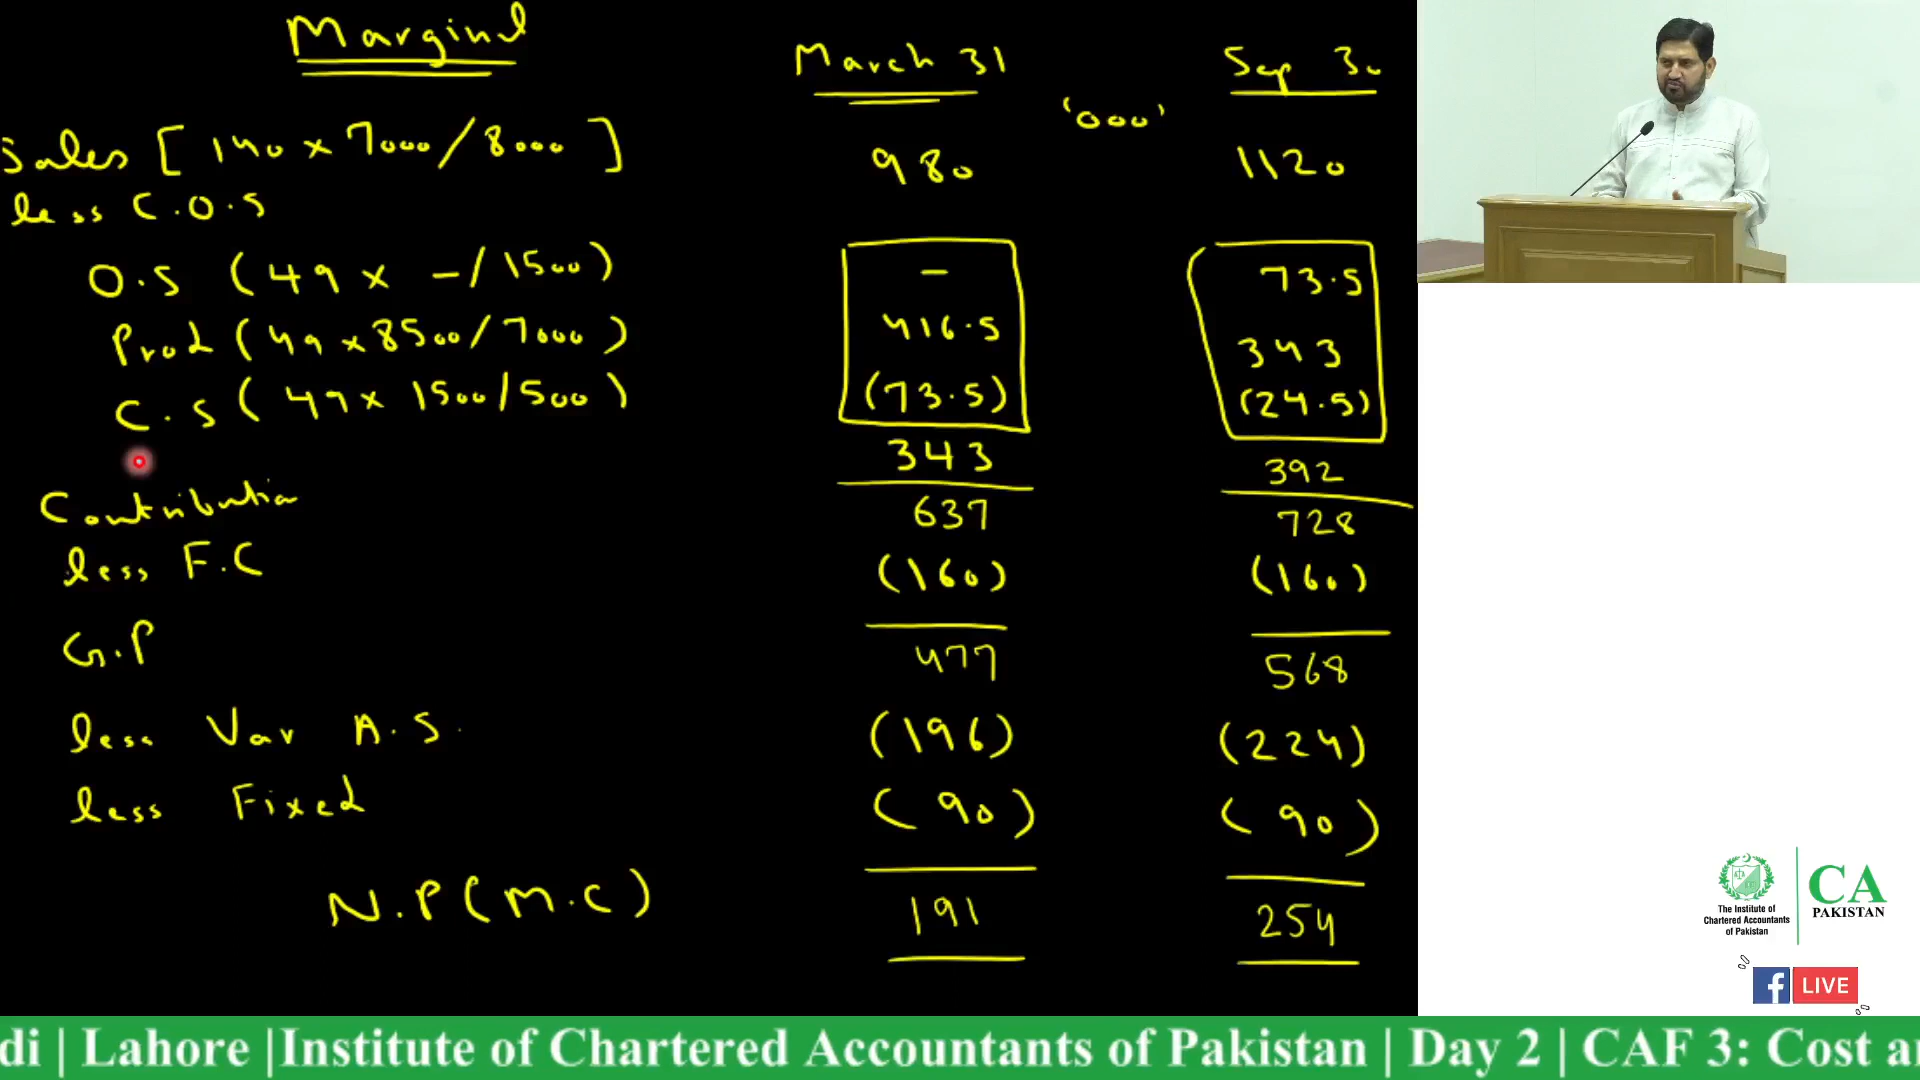 Marginal
March 31
Sep 30
'000'
Sales [ 140 x 7000/8000 ] 980 1120
less C.O.S
O.S ( 49 x -/1500 ) - 73.5
Prod ( 49 x 8500/7000 ) 416.5 343
C.S ( 49 x 1500/500 ) (73.5) (24.5)
343 392
Contribution 637 728
less F.C (160) (160)
G.P 477 568
less Var A.S. (196) (224)
less Fixed (90) (90)
N.P ( M.C ) 191 254
The Institute of
Chartered Accountants
of Pakistan
CA
PAKISTAN
f LIVE
di | Lahore |Institute of Chartered Accountants of Pakistan | Day 2 | CAF 3: Cost an